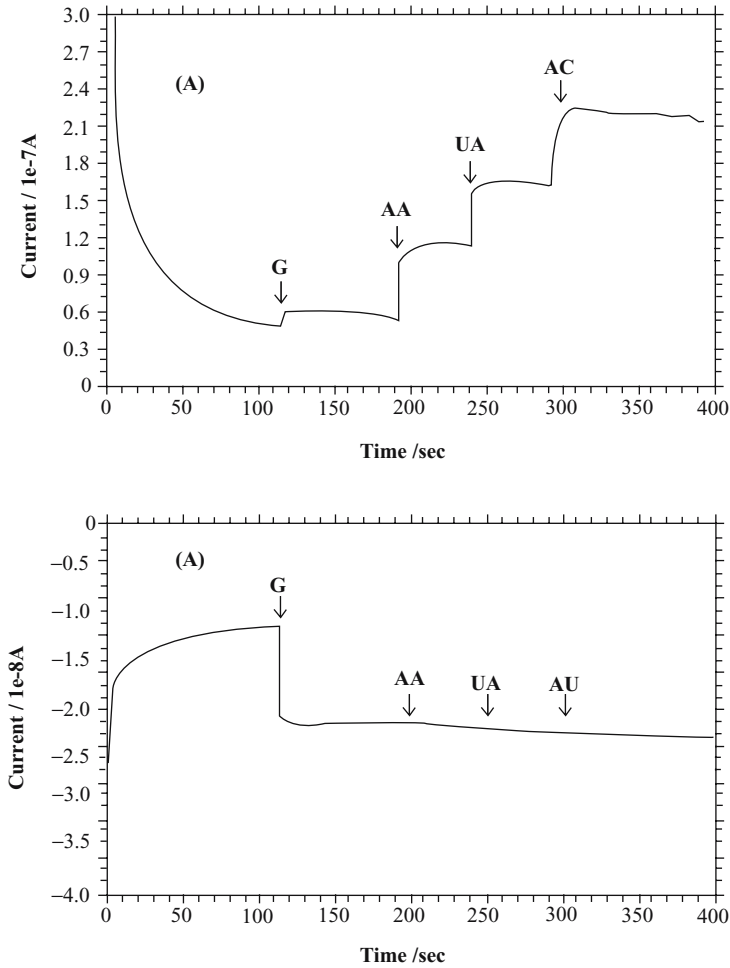 3.0
2.7
2.4
2.1
1.8
1.5
1.2
0.9
0.6
0.3
0
Current / 1e-7A
(A)
G
AA
UA
AC
0 50 100 150 200 250 300 350 400
Time /sec
0
−0.5
−1.0
−1.5
−2.0
−2.5
−3.0
−3.5
−4.0
Current / 1e-8A
(A)
G
AA UA AU
0 50 100 150 200 250 300 350 400
Time /sec